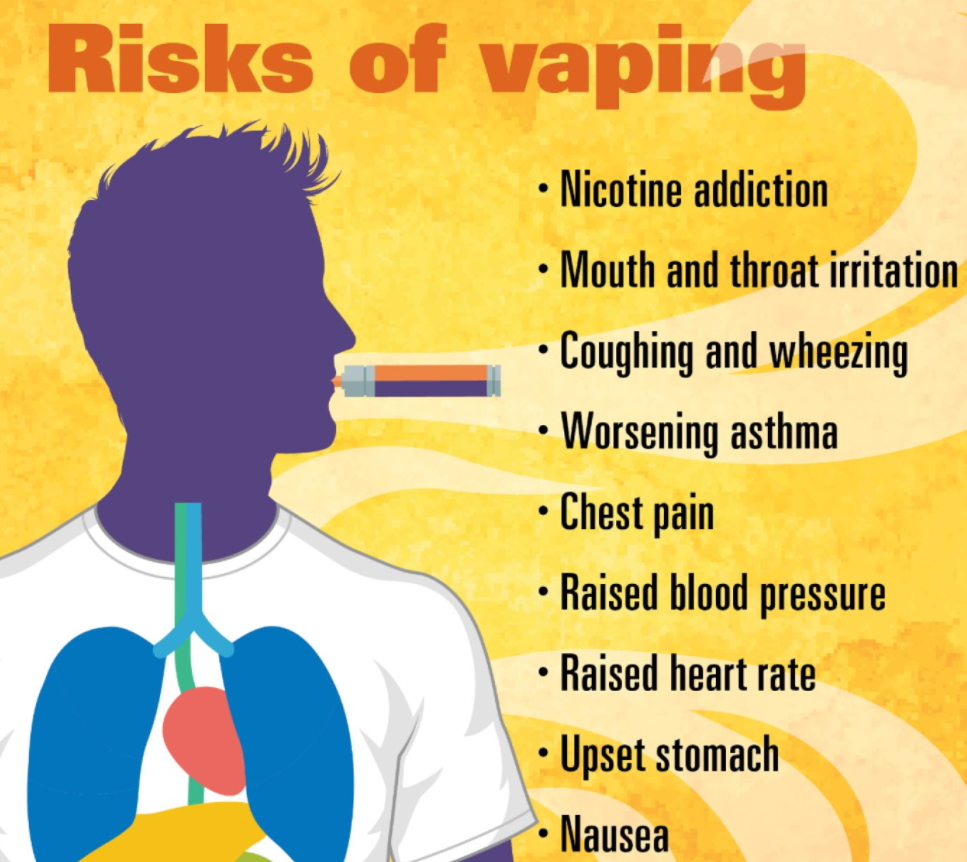 Risks of vaping
• Nicotine addiction
• Mouth and throat irritation
• Coughing and wheezing
• Worsening asthma
• Chest pain
• Raised blood pressure
• Raised heart rate
• Upset stomach
• Nausea